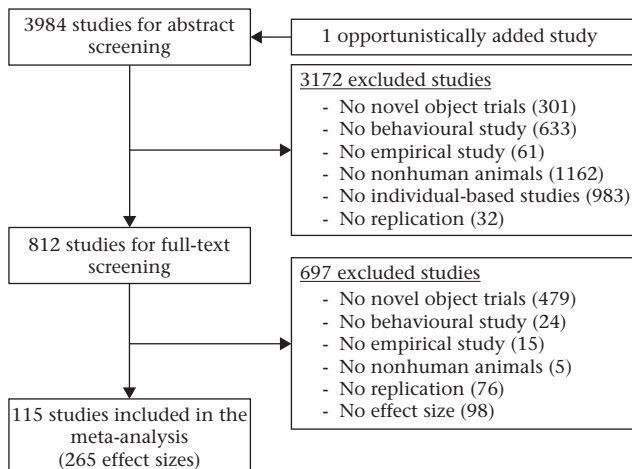 3984 studies for abstract
screening
1 opportunistically added study
3172 excluded studies
- No novel object trials (301)
- No behavioural study (633)
- No empirical study (61)
- No nonhuman animals (1162)
- No individual-based studies (983)
- No replication (32)
812 studies for full-text
screening
697 excluded studies
- No novel object trials (479)
- No behavioural study (24)
- No empirical study (15)
- No nonhuman animals (5)
- No replication (76)
- No effect size (98)
115 studies included in the
meta-analysis
(265 effect sizes)